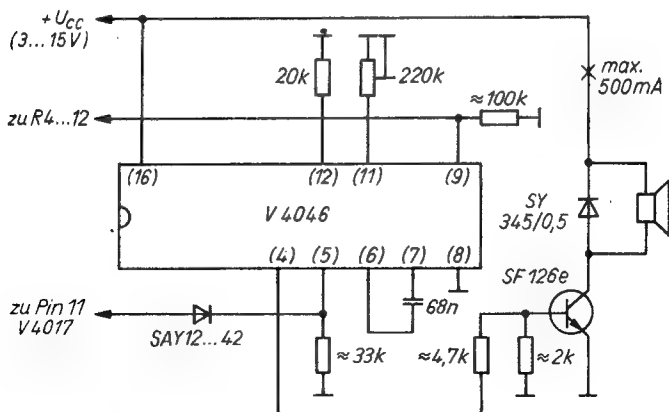 +U_CC
(3...15V)
20k
220k
max.
500mA
≈100k
zu R4...12
(16)
(12)
(11)
(9)
V 4046
SY
345/0,5
(4)
(5)
(6)
(7)
(8)
SF 126e
zu Pin 11
V4017
68n
SAY12...42
≈33k
≈4,7k
≈2k